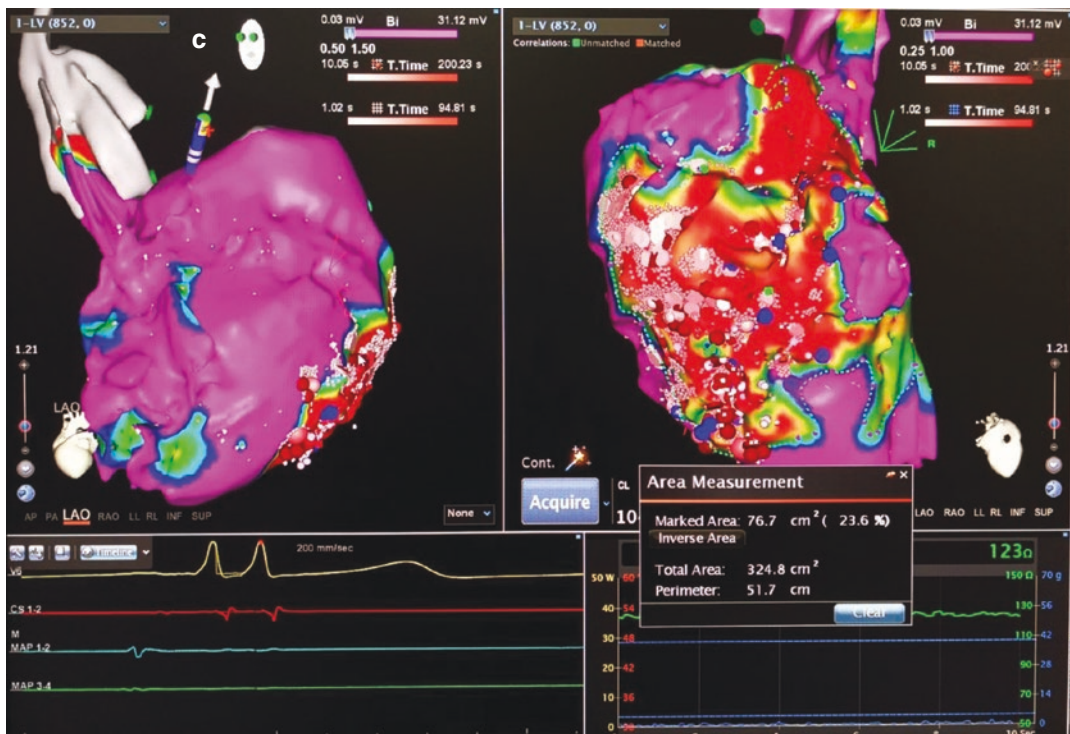 1-LV (852, 0)
c
0.03 mV Bi 31.12 mV
0.50 1.50
10.05 s T.Time 200.23 s
1.02 s T.Time 94.81 s
1.21
LAO
AP PA LAO RAO LL RL INF SUP
None
1-LV (852, 0)
Correlations: Unmatched Matched
0.03 mV Bi 31.12 mV
0.25 1.00
10.05 s T.Time
1.02 s T.Time 94.81 s
R
1.21
Cont.
Acquire
CL
LAO RAO LL RL INF SUP
Area Measurement
Marked Area: 76.7 cm² ( 23.6 %)
Inverse Area
Total Area: 324.8 cm²
Perimeter: 51.7 cm
Clear
Timeline
200 mm/sec
V6
CS 1-2
M
MAP 1-2
MAP 3-4
123Ω
50 W 60° 150 Ω 70 g
40 54 130 56
30 48 110 42
20 42 90 28
10 36 70 14
0 50 0
10 Sec